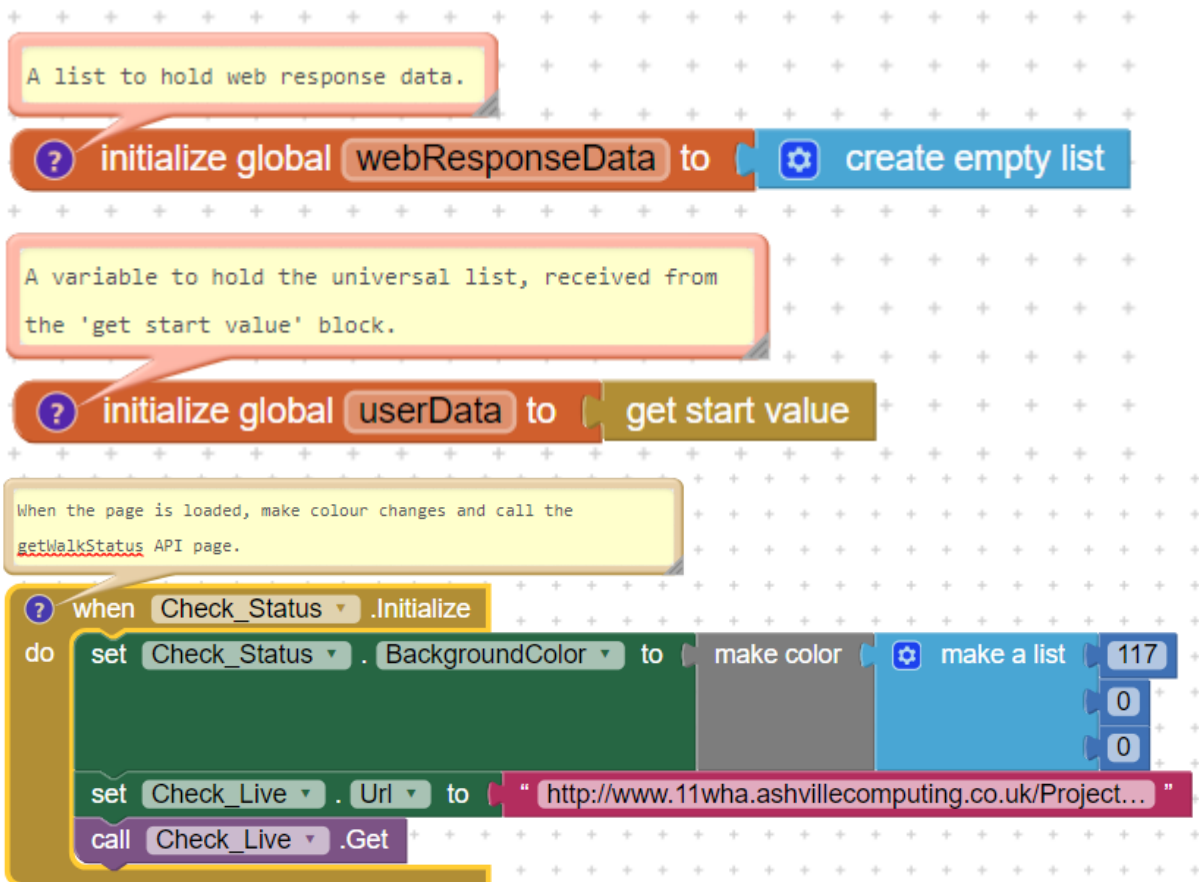 A list to hold web response data.
? initialize global webResponseData to create empty list
A variable to hold the universal list, received from
the 'get start value' block.
? initialize global userData to get start value
When the page is loaded, make colour changes and call the
getWalkStatus API page.
? when Check_Status .Initialize
do set Check_Status . BackgroundColor to make color make a list 117
0
0
set Check_Live . Url to “ http://www.11wha.ashvillecomputing.co.uk/Project... ”
call Check_Live .Get